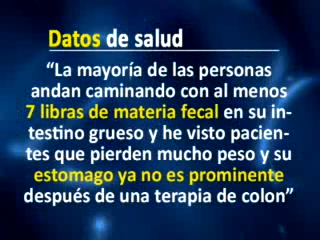 Datos de salud
“La mayoría de las personas
andan caminando con al menos
7 libras de materia fecal en su in-
testino grueso y he visto pacien-
tes que pierden mucho peso y su
estomago ya no es prominente
después de una terapia de colon”